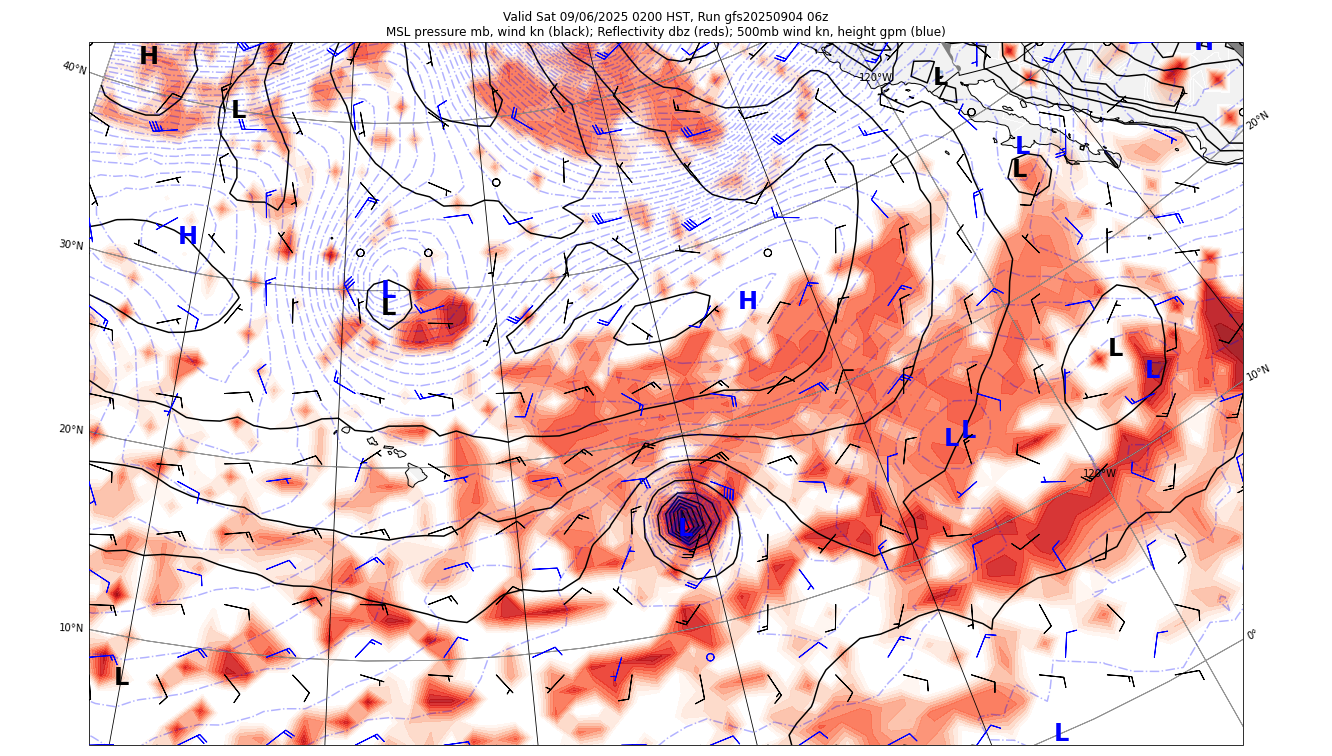 Valid Sat 09/06/2025 0200 HST, Run gfs20250904 06z
MSL pressure mb, wind kn (black); Reflectivity dbz (reds); 500mb wind kn, height gpm (blue)
H
H
L
40°N
120°W
L
20°N
L
L
L
H
30°N
H
L
L
L
L
10°N
20°N
L
L
120°W
L
10°N
0°
L
L